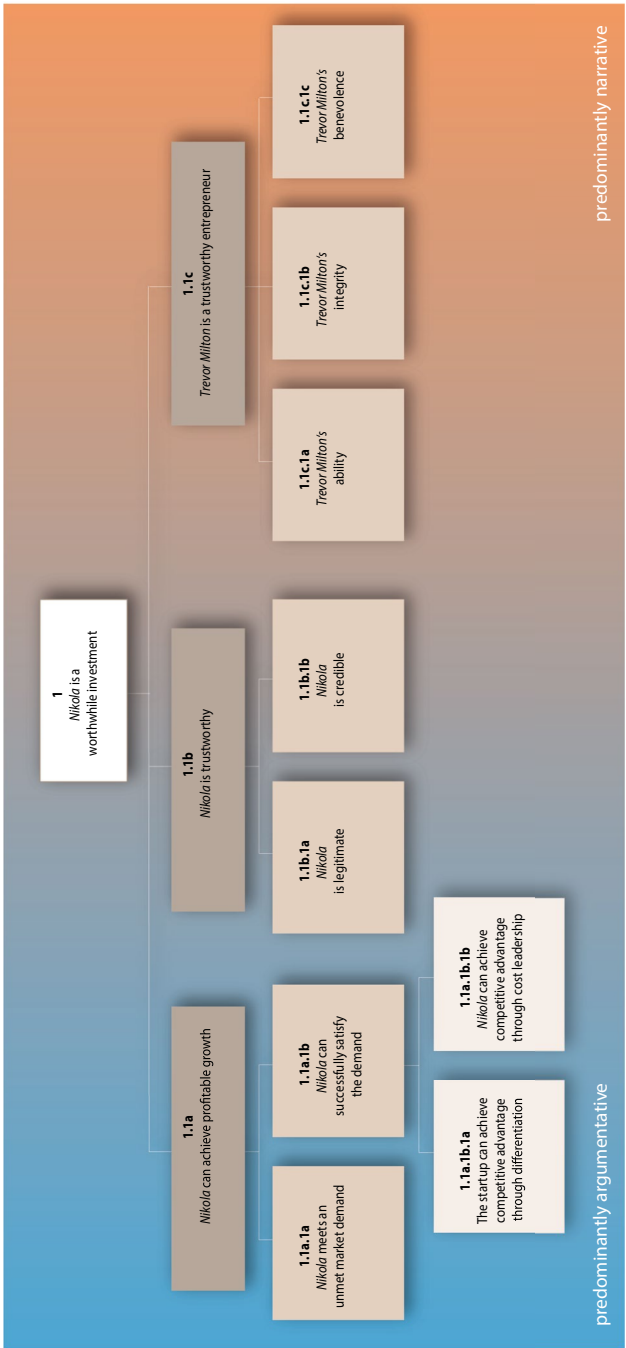 1
Nikola is a
worthwhile investment
1.1a
Nikola can achieve profitable growth
1.1b
Nikola is trustworthy
1.1c
Trevor Milton is a trustworthy entrepreneur
1.1a.1a
Nikola meets an
unmet market demand
1.1a.1b
Nikola can
successfully satisfy
the demand
1.1b.1a
Nikola
is legitimate
1.1b.1b
Nikola
is credible
1.1c.1a
Trevor Milton's
ability
1.1c.1b
Trevor Milton's
integrity
1.1c.1c
Trevor Milton's
benevolence
1.1a.1b.1a
The startup can achieve
competitive advantage
through differentiation
1.1a.1b.1b
Nikola can achieve
competitive advantage
through cost leadership
predominantly argumentative
predominantly narrative